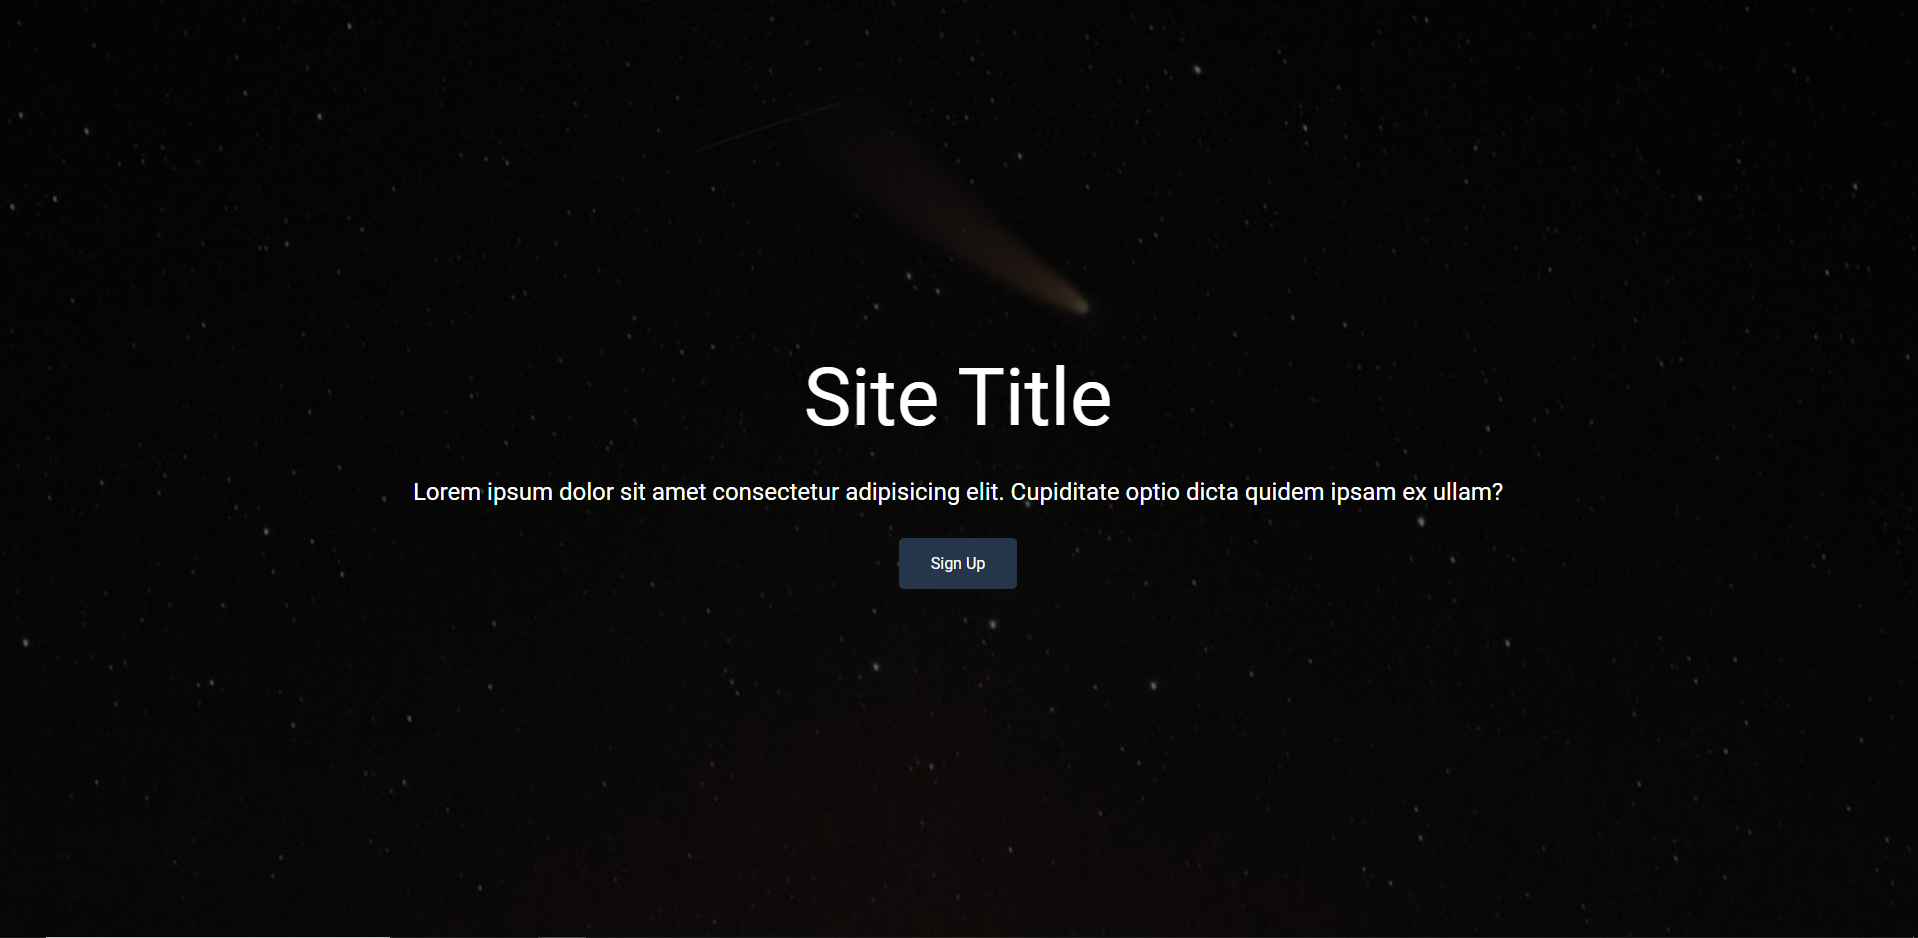 Site Title
Lorem ipsum dolor sit amet consectetur adipisicing elit. Cupiditate optio dicta quidem ipsam ex ullam?
Sign Up